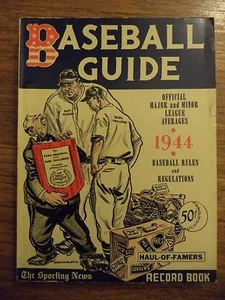 BASEBALL
GUIDE
OFFICIAL
MAJOR and MINOR
LEAGUE
AVERAGES
1944
BASEBALL RULES
and
REGULATIONS
50¢
HAUL-OF-FAMERS
The Sporting News
RECORD BOOK